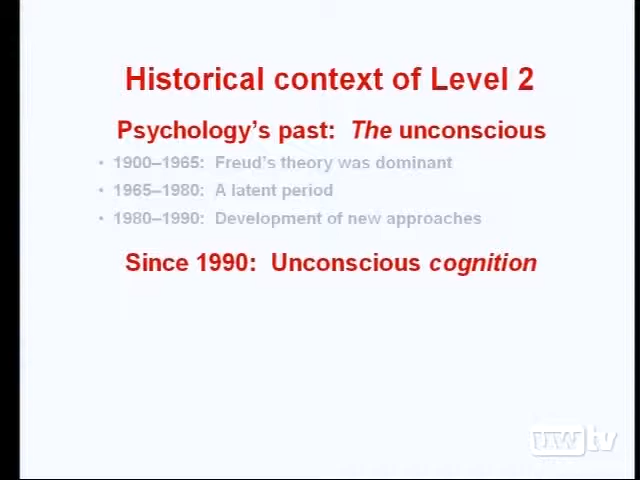 Historical context of Level 2
Psychology's past: The unconscious
• 1900–1965: Freud's theory was dominant
• 1965–1980: A latent period
• 1980–1990: Development of new approaches
Since 1990: Unconscious cognition
uwtv